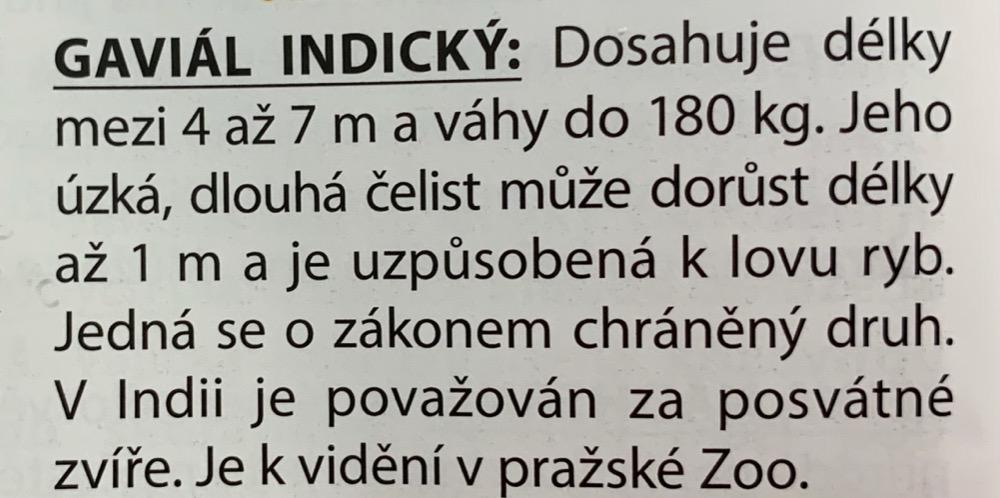 GAVIÁL INDICKÝ: Dosahuje délky
mezi 4 až 7 m a váhy do 180 kg. Jeho
úzká, dlouhá čelist může dorůst délky
až 1 m a je uzpůsobená k lovu ryb.
Jedná se o zákonem chráněný druh.
V Indii je považován za posvátné
zvíře. Je k vidění v pražské Zoo.